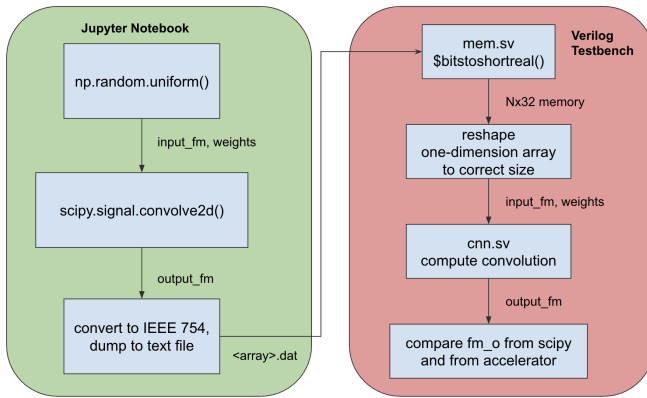 Jupyter Notebook
np.random.uniform()
input_fm, weights
scipy.signal.convolve2d()
output_fm
convert to IEEE 754,
dump to text file
<array>.dat
Verilog
Testbench
mem.sv
$bitstoshortreal()
Nx32 memory
reshape
one-dimension array
to correct size
input_fm, weights
cnn.sv
compute convolution
output_fm
compare fm_o from scipy
and from accelerator